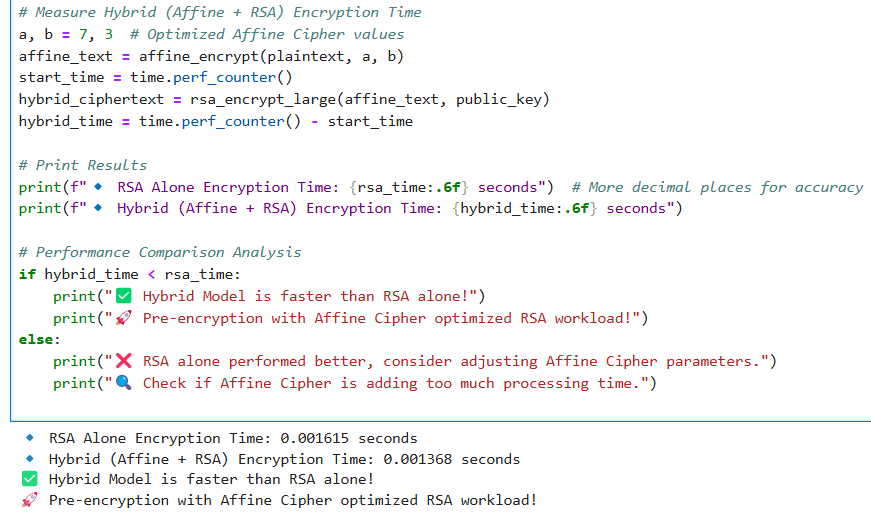 # Measure Hybrid (Affine + RSA) Encryption Time
a, b = 7, 3  # Optimized Affine Cipher values
affine_text = affine_encrypt(plaintext, a, b)
start_time = time.perf_counter()
hybrid_ciphertext = rsa_encrypt_large(affine_text, public_key)
hybrid_time = time.perf_counter() - start_time

# Print Results
print(f"🔹 RSA Alone Encryption Time: {rsa_time:.6f} seconds")  # More decimal places for accuracy
print(f"🔹 Hybrid (Affine + RSA) Encryption Time: {hybrid_time:.6f} seconds")

# Performance Comparison Analysis
if hybrid_time < rsa_time:
    print("✅ Hybrid Model is faster than RSA alone!")
    print("🚀 Pre-encryption with Affine Cipher optimized RSA workload!")
else:
    print("❌ RSA alone performed better, consider adjusting Affine Cipher parameters.")
    print("🔍 Check if Affine Cipher is adding too much processing time.")

🔹 RSA Alone Encryption Time: 0.001615 seconds
🔹 Hybrid (Affine + RSA) Encryption Time: 0.001368 seconds
✅ Hybrid Model is faster than RSA alone!
🚀 Pre-encryption with Affine Cipher optimized RSA workload!